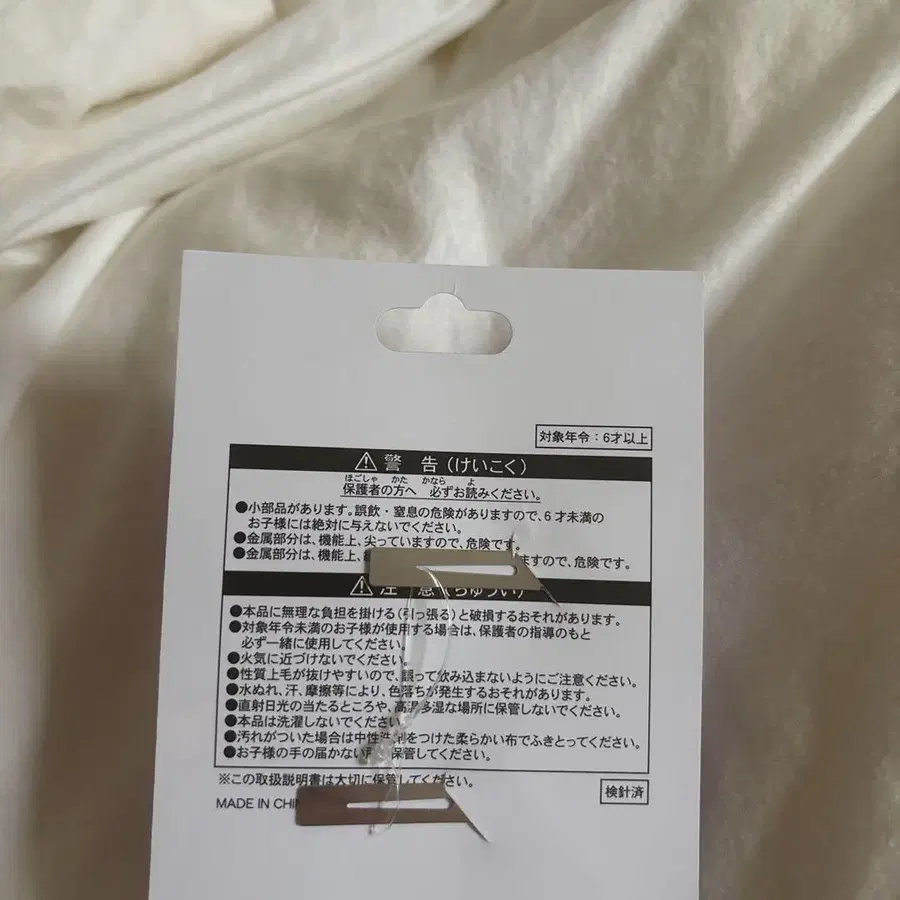 対象年令：6才以上
⚠警 告（けいこく）
ほごしゃ かた かなら よ
保護者の方へ 必ずお読みください。
●小部品があります。誤飲・窒息の危険がありますので、6才未満の
お子様には絶対に与えないでください。
●金属部分は、機能上、尖っていますので、危険です。
●金属部分は、機能上、 ますので、危険です。
⚠注 意（ちゅうい）
●本品に無理な負担を掛ける（引っ張る）と破損するおそれがあります。
●対象年令未満のお子様が使用する場合は、保護者の指導のもと
必ず一緒に使用してください。
●火気に近づけないでください。
●性質上毛が抜けやすいので、誤って飲み込まないようにご注意ください。
●水ぬれ、汗、摩擦等により、色落ちが発生するおそれがあります。
●直射日光の当たるところや、高温多湿な場所に保管しないでください。
●本品は洗濯しないでください。
●汚れがついた場合は中性洗剤をつけた柔らかい布でふきとってください。
●お子様の手の届かない 保管してください。
※この取扱説明書は大切に保管してください。
MADE IN CHIN
検針済